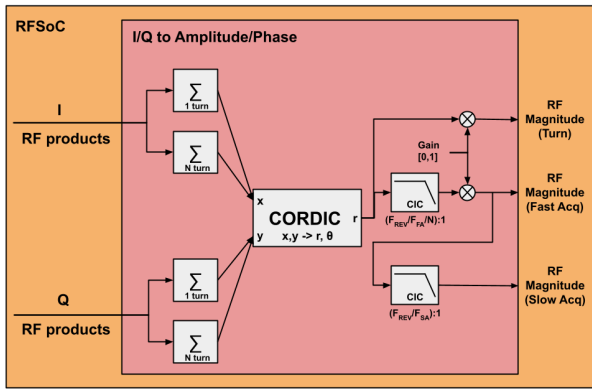 RFSoC
I/Q to Amplitude/Phase
I
RF products
∑
1 turn
∑
N turn
x
y
CORDIC
x,y -> r, θ
r
Gain
[0,1]
CIC
(F_REV/F_FA/N):1
RF
Magnitude
(Turn)
RF
Magnitude
(Fast Acq)
∑
1 turn
∑
N turn
Q
RF products
CIC
(F_REV/F_SA):1
RF
Magnitude
(Slow Acq)